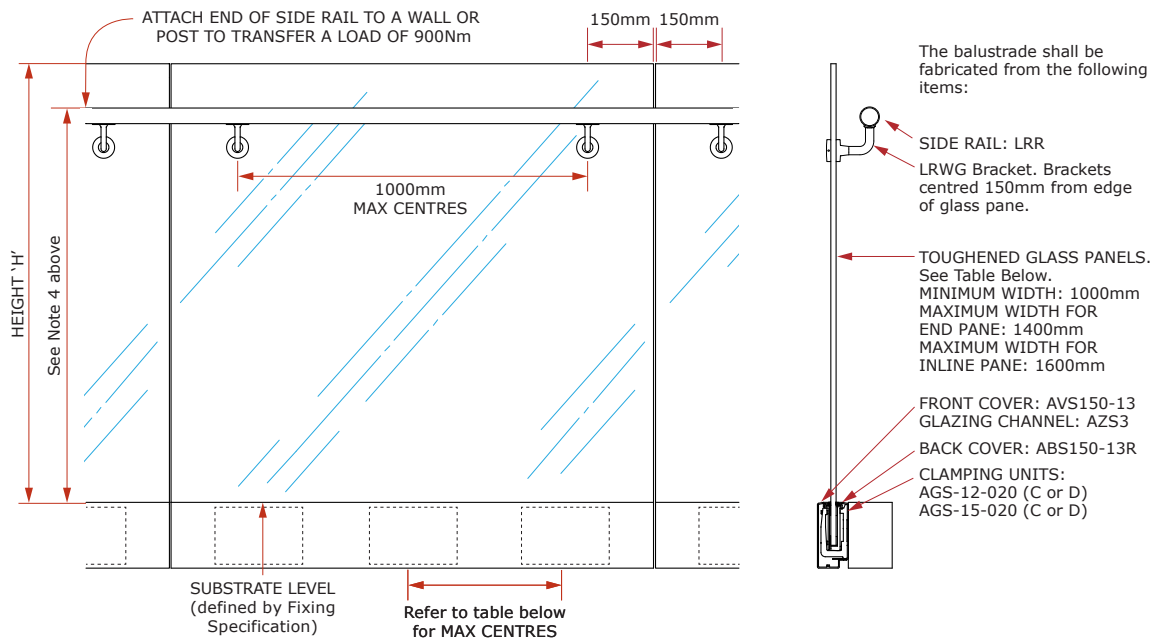 ATTACH END OF SIDE RAIL TO A WALL OR
POST TO TRANSFER A LOAD OF 900Nm
150mm
150mm
HEIGHT ‘H’
See Note 4 above
1000mm
MAX CENTRES
SUBSTRATE LEVEL
(defined by Fixing
Specification)
Refer to table below
for MAX CENTRES
The balustrade shall be
fabricated from the following
items:
SIDE RAIL: LRR
LRWG Bracket. Brackets
centred 150mm from edge
of glass pane.
TOUGHENED GLASS PANELS.
See Table Below.
MINIMUM WIDTH: 1000mm
MAXIMUM WIDTH FOR
END PANE: 1400mm
MAXIMUM WIDTH FOR
INLINE PANE: 1600mm
FRONT COVER: AVS150-13
GLAZING CHANNEL: AZS3
BACK COVER: ABS150-13R
CLAMPING UNITS:
AGS-12-020 (C or D)
AGS-15-020 (C or D)